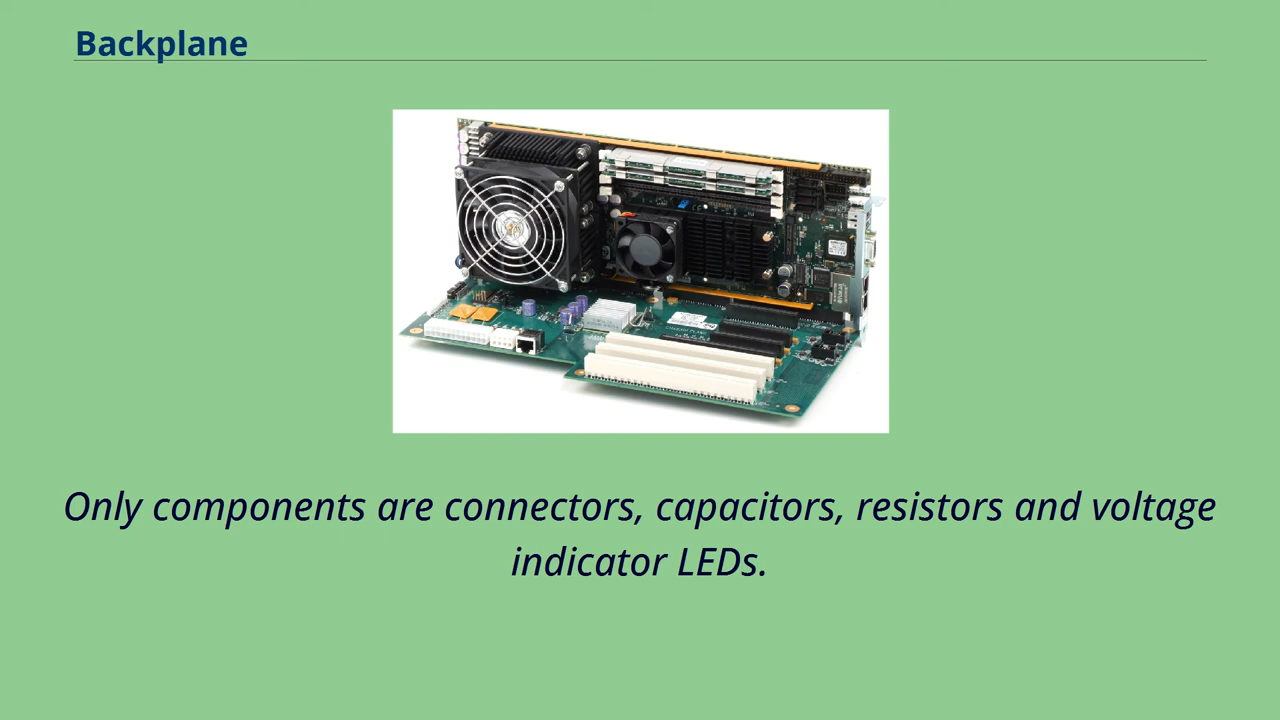 Backplane
Only components are connectors, capacitors, resistors and voltage
indicator LEDs.